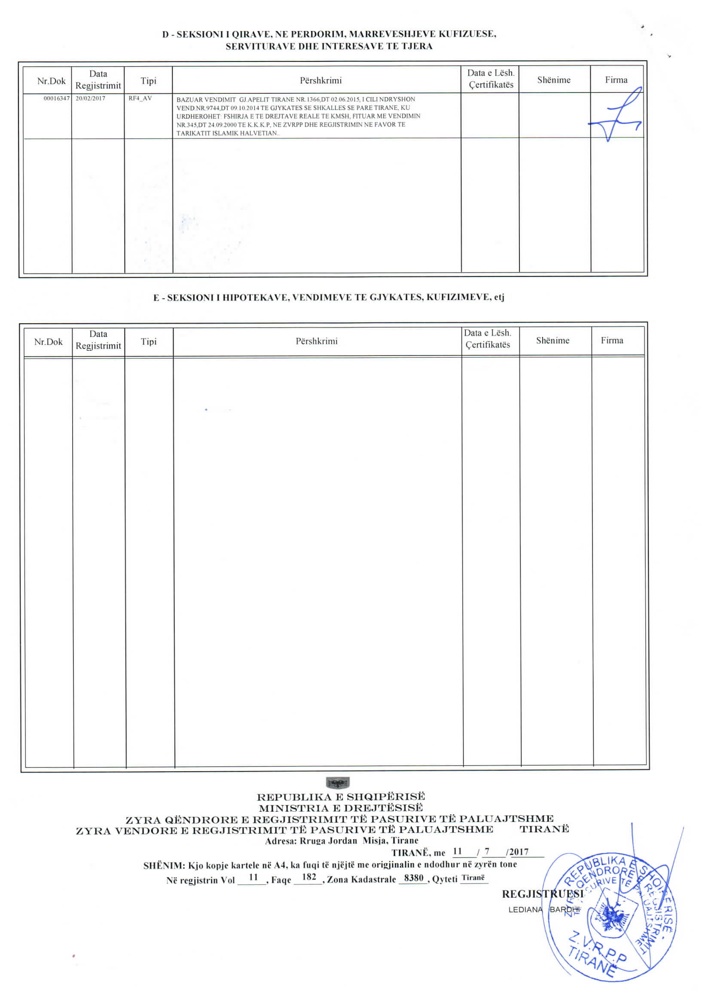 D - SEKSIONI I QIRAVE, NE PERDORIM, MARREVESHJEVE KUFIZUESE,
SERVITURAVE DHE INTERESAVE TE TJERA
Nr.Dok Data Regjistrimit Tipi Përshkrimi Data e Lësh. Çertifikatës Shënime Firma
00016347 20/02/2017 RF4_AV BAZUAR VENDIMIT GJ.APELIT TIRANE NR.1366,DT 02.06.2015, I CILI NDRYSHON
VEND.NR.9744,DT 09.10.2014 TE GJYKATES SE SHKALLES SE PARE TIRANE, KU
URDHEROHET: FSHIRJA E TE DREJTAVE REALE TE KMSH, FITUAR ME VENDIMIN
NR.345,DT 24.09.2000 TE K.K.K.P, NE ZVRPP DHE REGJISTRIMIN NE FAVOR TE
TARIKATIT ISLAMIK HALVETIAN..
E - SEKSIONI I HIPOTEKAVE, VENDIMEVE TE GJYKATES, KUFIZIMEVE, etj
Nr.Dok Data Regjistrimit Tipi Përshkrimi Data e Lësh. Çertifikatës Shënime Firma
REPUBLIKA E SHQIPËRISË
MINISTRIA E DREJTËSISË
ZYRA QËNDRORE E REGJISTRIMIT TË PASURIVE TË PALUAJTSHME
ZYRA VENDORE E REGJISTRIMIT TË PASURIVE TË PALUAJTSHME TIRANË
Adresa: Rruga Jordan Misja, Tirane
TIRANË, me 11 / 7 /2017
SHËNIM: Kjo kopje kartele në A4, ka fuqi të njëjtë me origjinalin e ndodhur në zyrën tone
Në regjistrin Vol 11, Faqe 182, Zona Kadastrale 8380, Qyteti Tiranë
REGJISTRUESI
LEDIANA BARDHI
REPUBLIKA E SHQIPËRISË
ZYRA QENDRORE E REGJISTRIMIT
TË PASURIVE TË PALUAJTSHME
Z.V.R.P.P
TIRANË